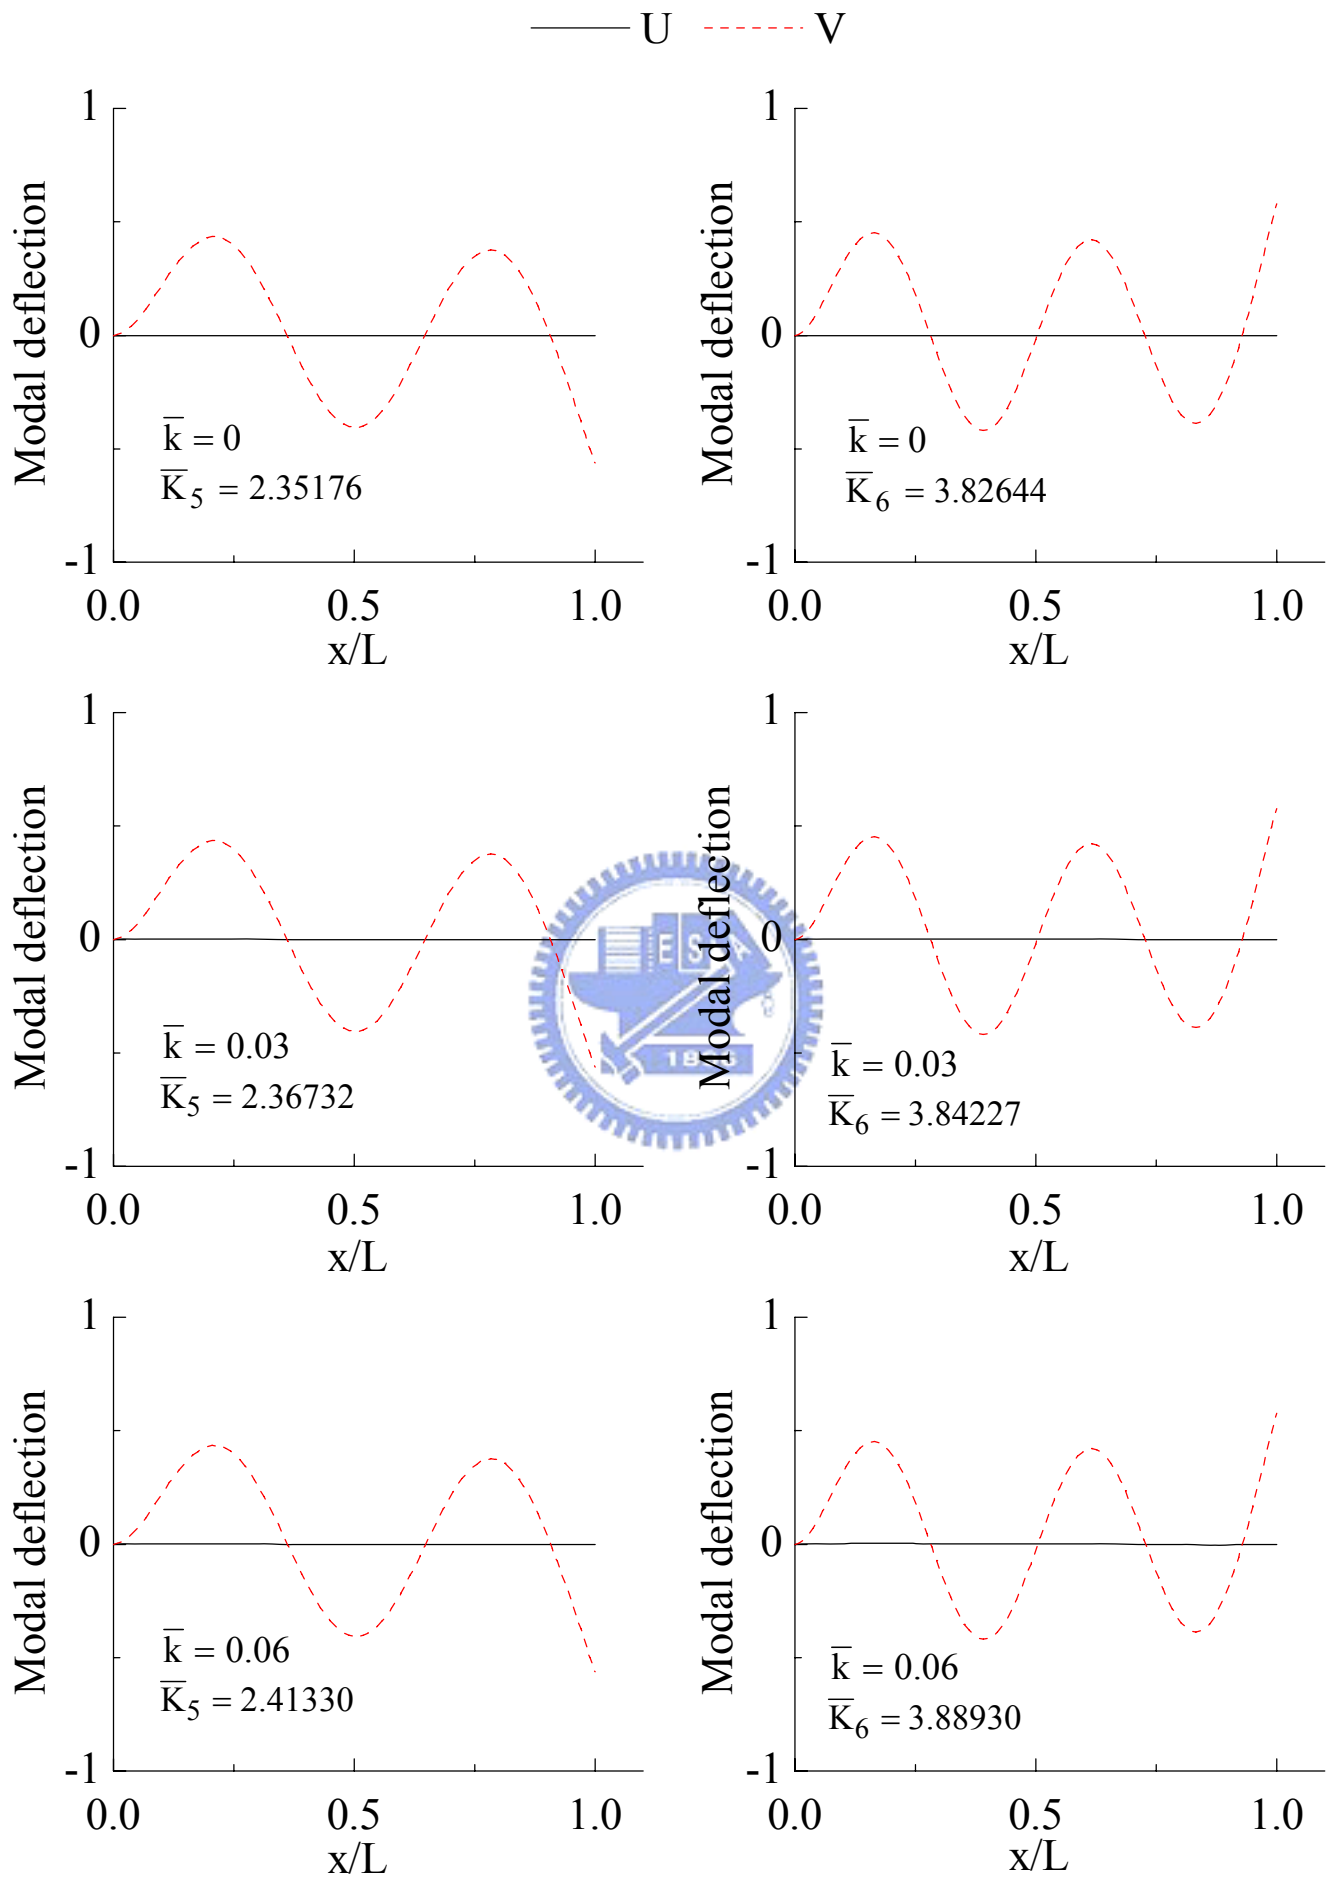 U V
1
Modal deflection
0
k̅ = 0
K̅₅ = 2.35176
-1
0.0 0.5 1.0
x/L
1
Modal deflection
0
k̅ = 0
K̅₆ = 3.82644
-1
0.0 0.5 1.0
x/L
1
Modal deflection
0
k̅ = 0.03
K̅₅ = 2.36732
-1
0.0 0.5 1.0
x/L
1
Modal deflection
0
k̅ = 0.03
K̅₆ = 3.84227
-1
0.0 0.5 1.0
x/L
1
Modal deflection
0
k̅ = 0.06
K̅₅ = 2.41330
-1
0.0 0.5 1.0
x/L
1
Modal deflection
0
k̅ = 0.06
K̅₆ = 3.88930
-1
0.0 0.5 1.0
x/L